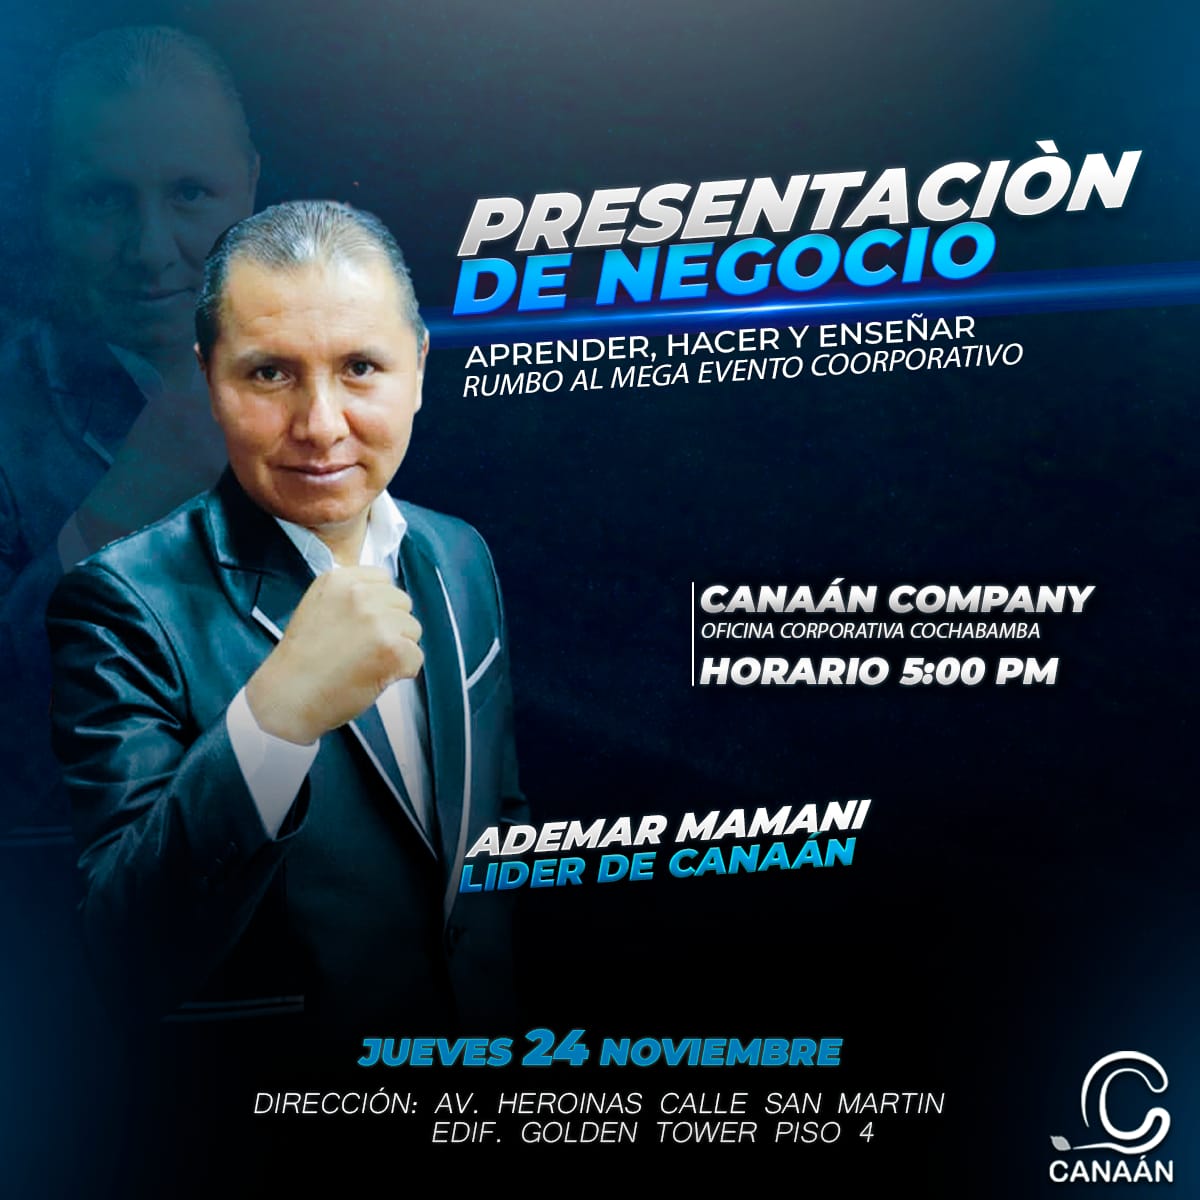 PRESENTACIÒN
DE NEGOCIO
APRENDER, HACER Y ENSEÑAR
RUMBO AL MEGA EVENTO COORPORATIVO
CANAÁN COMPANY
OFICINA CORPORATIVA COCHABAMBA
HORARIO 5:00 PM
ADEMAR MAMANI
LIDER DE CANAÁN
JUEVES 24 NOVIEMBRE
DIRECCIÓN: AV. HEROINAS CALLE SAN MARTIN
EDIF. GOLDEN TOWER PISO 4
CANAÁN